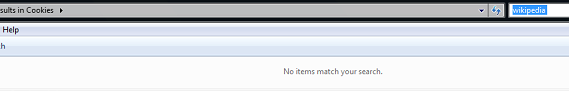 sults in Cookies
wikipedia
Help
h
No items match your search.